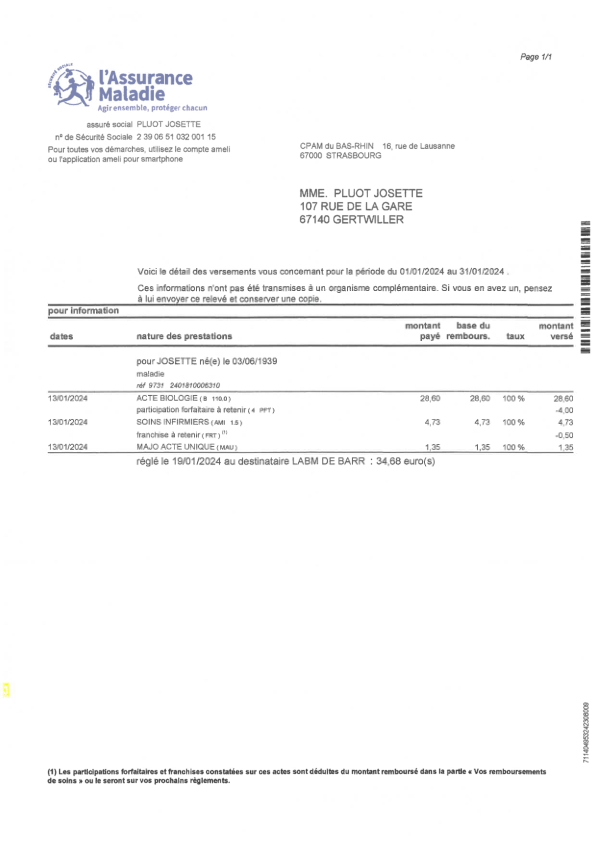 Page 1/1
SÉCURITÉ SOCIALE
l'Assurance
Maladie
Agir ensemble, protéger chacun
assuré social PLUOT JOSETTE
n° de Sécurité Sociale 2 39 06 51 032 001 15
Pour toutes vos démarches, utilisez le compte ameli
ou l'application ameli pour smartphone
CPAM du BAS-RHIN 16, rue de Lausanne
67000 STRASBOURG
MME. PLUOT JOSETTE
107 RUE DE LA GARE
67140 GERTWILLER
Voici le détail des versements vous concernant pour la période du 01/01/2024 au 31/01/2024 .
Ces informations n'ont pas été transmises à un organisme complémentaire. Si vous en avez un, pensez
à lui envoyer ce relevé et conserver une copie.
pour information
dates nature des prestations montant payé base du rembours. taux montant versé
pour JOSETTE né(e) le 03/06/1939
maladie
réf 9731 2401810006310
13/01/2024 ACTE BIOLOGIE ( B 110.0 ) 28,60 28,60 100 % 28,60
participation forfaitaire à retenir ( 4 PFT ) -4,00
13/01/2024 SOINS INFIRMIERS ( AMI 1.5 ) 4,73 4,73 100 % 4,73
franchise à retenir ( FRT ) (1) -0,50
13/01/2024 MAJO ACTE UNIQUE ( MAU ) 1,35 1,35 100 % 1,35
réglé le 19/01/2024 au destinataire LABM DE BARR : 34,68 euro(s)
(1) Les participations forfaitaires et franchises constatées sur ces actes sont déduites du montant remboursé dans la partie « Vos remboursements
de soins » ou le seront sur vos prochains règlements.